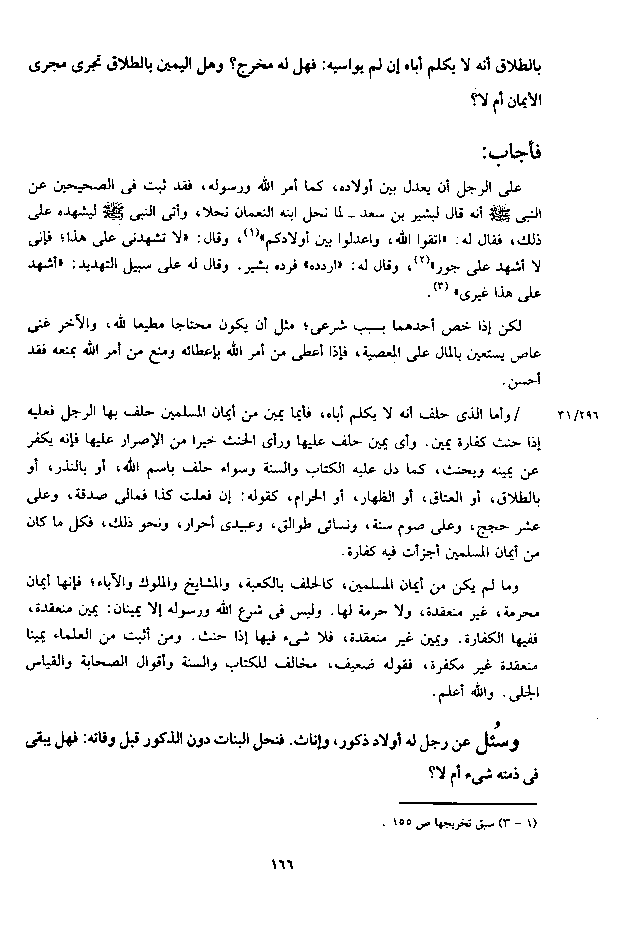 بالطلاق أنه لا يكلم أباه إن لم يواسيه: فهل له مخرج؟ وهل اليمين بالطلاق تجرى مجرى
الأيمان أم لا؟
فأجاب:
على الرجل أن يعدل بين أولاده، كما أمر الله ورسوله، فقد ثبت فى الصحيحين عن
النبى ﷺ أنه قال لبشير بن سعد ـ لما نحل ابنه النعمان نحلا، وأتى النبى ﷺ ليشهده على
ذلك، فقال له: «اتقوا الله، واعدلوا بين أولادكم»(١)، وقال: «لا تشهدنى على هذا؛ فإنى
لا أشهد على جور»(٢)، وقال له: «اردده» فرده بشير. وقال له على سبيل التهديد: «أشهد
على هذا غيرى» (٣).
لكن إذا خص أحدهما بسبب شرعى؛ مثل أن يكون محتاجا مطيعا لله، والآخر غنى
عاص يستعين بالمال على المعصية، فإذا أعطى من أمر الله بإعطائه ومنع من أمر الله بمنعه فقد
أحسن.
٣١/٢٩٦ / وأما الذى حلف أنه لا يكلم أباه، فأيما يمين من أيمان المسلمين حلف بها الرجل فعليه
إذا حنث كفارة يمين. وأى يمين حلف عليها ورأى الحنث خيرا من الإصرار عليها فإنه يكفر
عن يمينه ويحنث، كما دل عليه الكتاب والسنة وسواء حلف باسم الله، أو بالنذر، أو
بالطلاق، أو العتاق، أو الظهار، أو الحرام، كقوله: إن فعلت كذا فمالى صدقة، وعلى
عشر حجج، وعلى صوم سنة، ونسائى طوالق، وعبيدى أحرار، ونحو ذلك، فكل ما كان
من أيمان المسلمين أجزأت فيه كفارة.
وما لم يكن من أيمان المسلمين، كالحلف بالكعبة، والمشايخ والملوك والآباء؛ فإنها أيمان
محرمة، غير منعقدة، ولا حرمة لها. وليس فى شرع الله ورسوله إلا يمينان: يمين منعقدة،
ففيها الكفارة. ويمين غير منعقدة، فلا شىء فيها إذا حنث. ومن أثبت من العلماء يمينا
منعقدة غير مكفرة، فقوله ضعيف، مخالف للكتاب والسنة وأقوال الصحابة والقياس
الجلى. والله أعلم.
وسُئل عن رجل له أولاد ذكور، وإناث. فنحل البنات دون الذكور قبل وفاته: فهل يبقى
فى ذمته شىء أم لا؟
(١ - ٣) سبق تخريجها ص ١٥٥ .
١٦٦